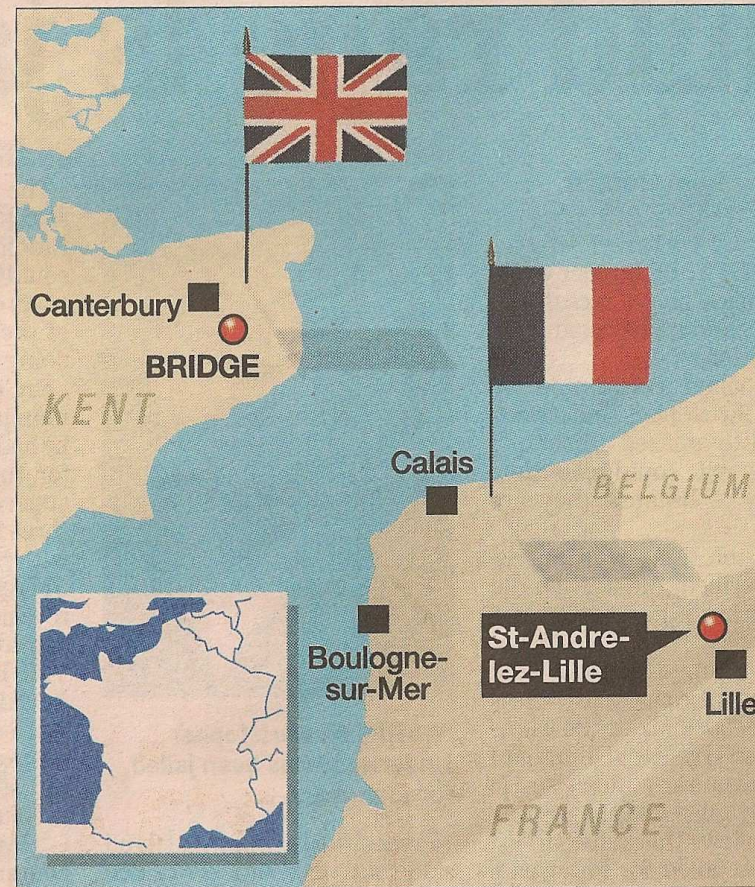 Canterbury
BRIDGE
KENT
Calais
BELGIUM
Boulogne-
sur-Mer
St-Andre-
lez-Lille
Lille
FRANCE